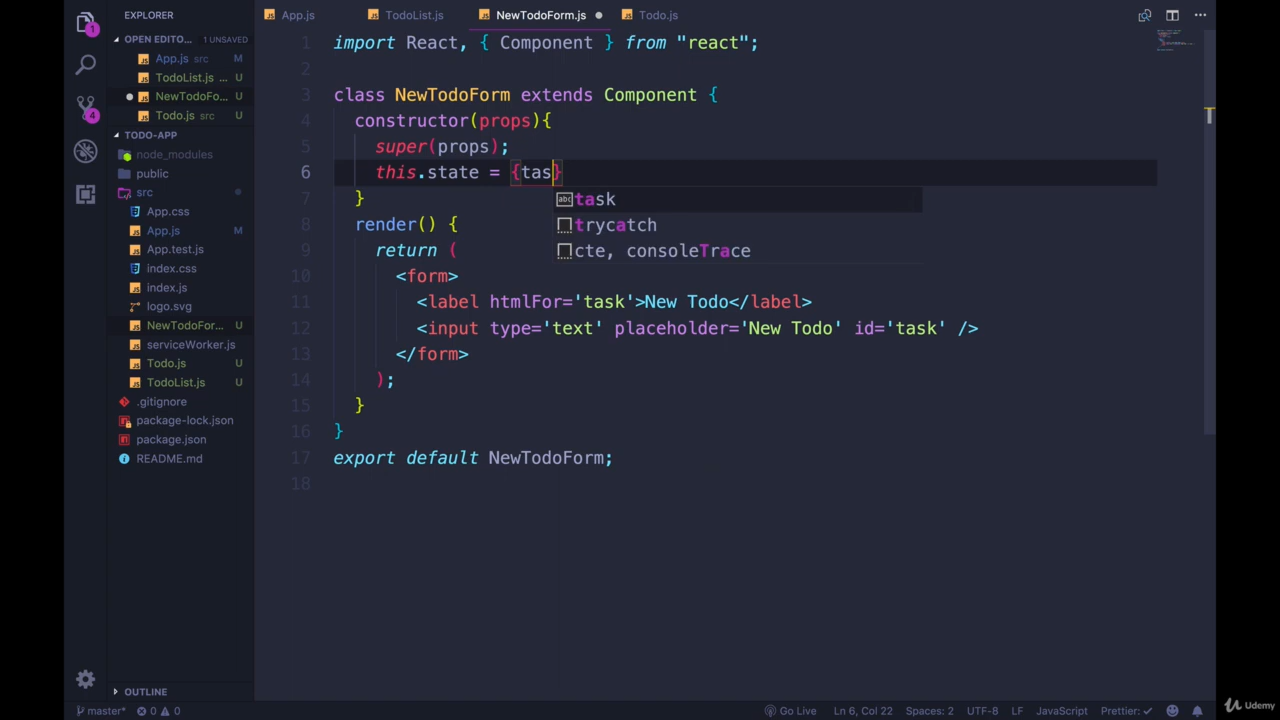 EXPLORER
App.js
TodoList.js
NewTodoForm.js
Todo.js
OPEN EDITO... 1 UNSAVED
App.js src M
TodoList.js ... U
NewTodoFo... U
Todo.js src U
TODO-APP
node_modules
public
src
App.css
App.js M
App.test.js
index.css
index.js
logo.svg
NewTodoFor... U
serviceWorker.js
Todo.js U
TodoList.js U
.gitignore
package-lock.json
package.json
README.md
OUTLINE
1
4
1 import React, { Component } from "react";
2
3 class NewTodoForm extends Component {
4 constructor(props){
5 super(props);
6 this.state = {tas}
7 }
8 render() {
9 return (
10 <form>
11 <label htmlFor='task'>New Todo</label>
12 <input type='text' placeholder='New Todo' id='task' />
13 </form>
14 );
15 }
16 }
17 export default NewTodoForm;
18
abc task
trycatch
cte, consoleTrace
master* 0 0
Go Live Ln 6, Col 22 Spaces: 2 UTF-8 LF JavaScript Prettier: ✓
Udemy